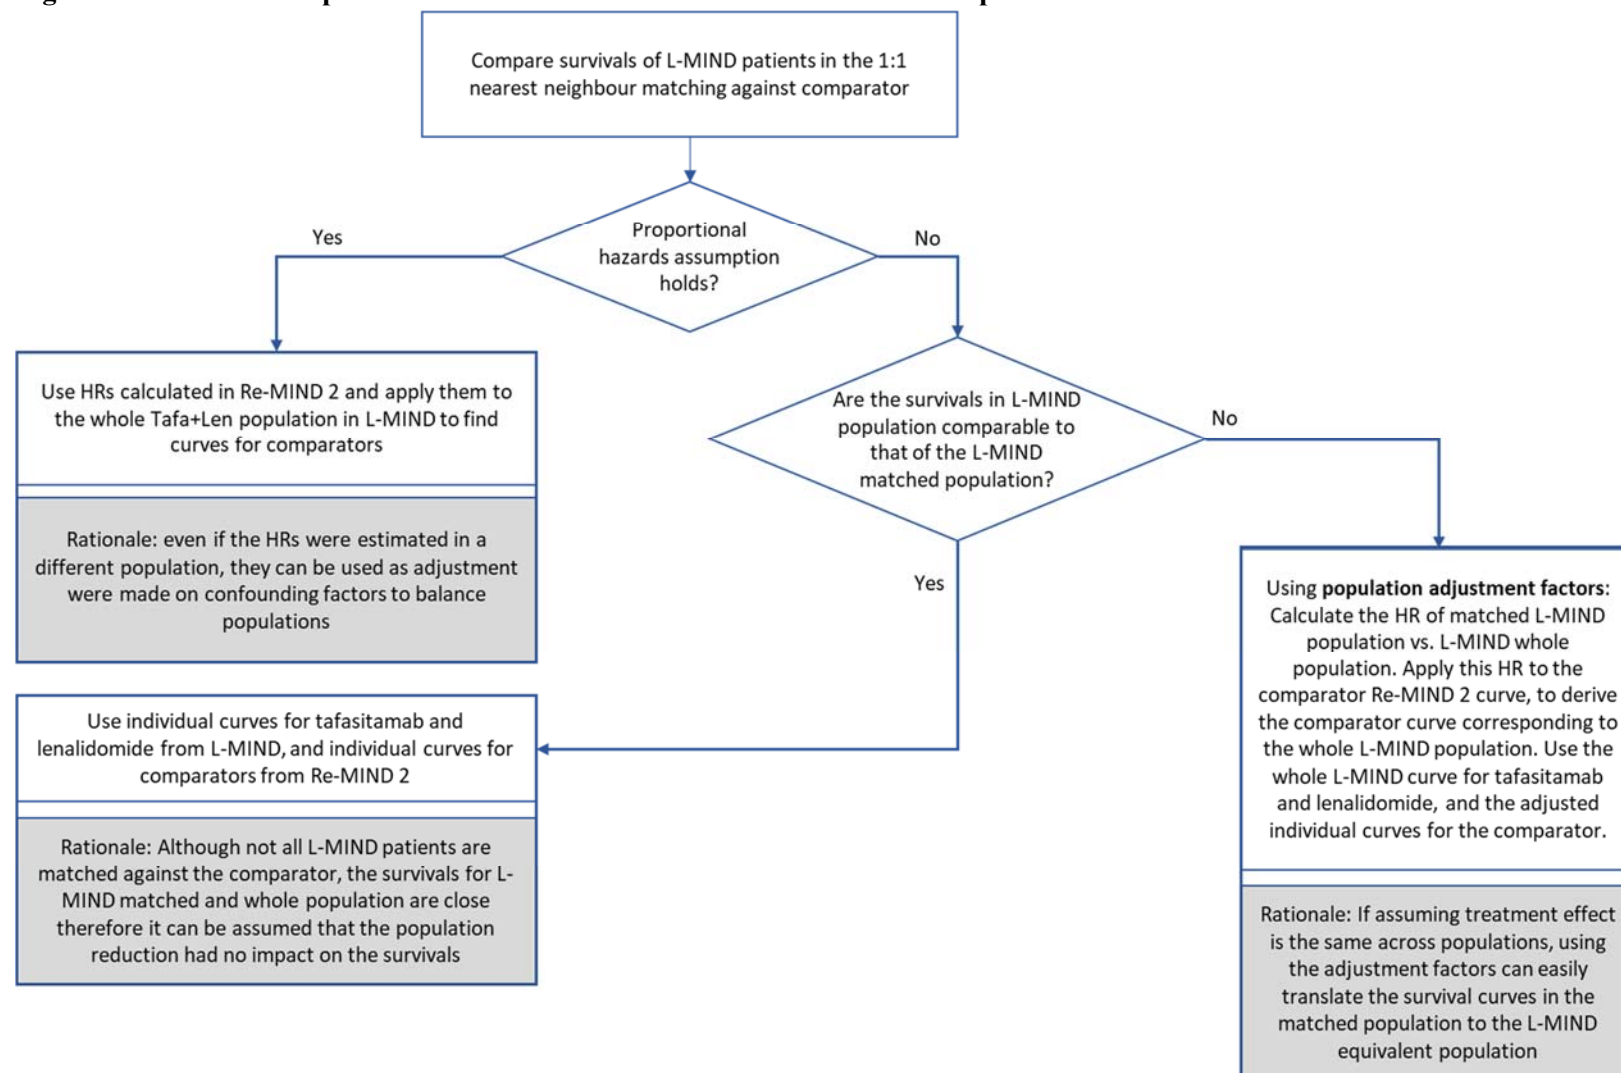 Compare survivals of L-MIND patients in the 1:1
nearest neighbour matching against comparator
Proportional
hazards assumption
holds?
Yes
No
Use HRs calculated in Re-MIND 2 and apply them to
the whole Tafa+Len population in L-MIND to find
curves for comparators
Rationale: even if the HRs were estimated in a
different population, they can be used as adjustment
were made on confounding factors to balance
populations
Are the survivals in L-MIND
population comparable to
that of the L-MIND
matched population?
No
Yes
Use individual curves for tafasitamab and
lenalidomide from L-MIND, and individual curves for
comparators from Re-MIND 2
Rationale: Although not all L-MIND patients are
matched against the comparator, the survivals for L-
MIND matched and whole population are close
therefore it can be assumed that the population
reduction had no impact on the survivals
Using population adjustment factors:
Calculate the HR of matched L-MIND
population vs. L-MIND whole
population. Apply this HR to the
comparator Re-MIND 2 curve, to derive
the comparator curve corresponding to
the whole L-MIND population. Use the
whole L-MIND curve for tafasitamab
and lenalidomide, and the adjusted
individual curves for the comparator.
Rationale: If assuming treatment effect
is the same across populations, using
the adjustment factors can easily
translate the survival curves in the
matched population to the L-MIND
equivalent population